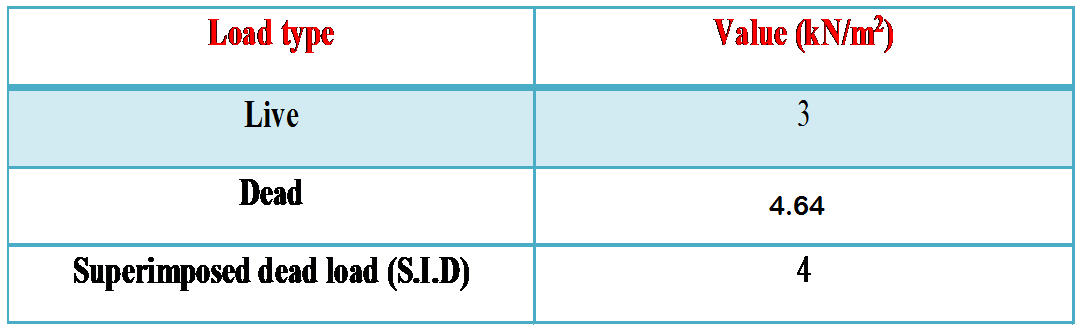 Load type Value (kN/m²)
Live 3
Dead 4.64
Superimposed dead load (S.I.D) 4